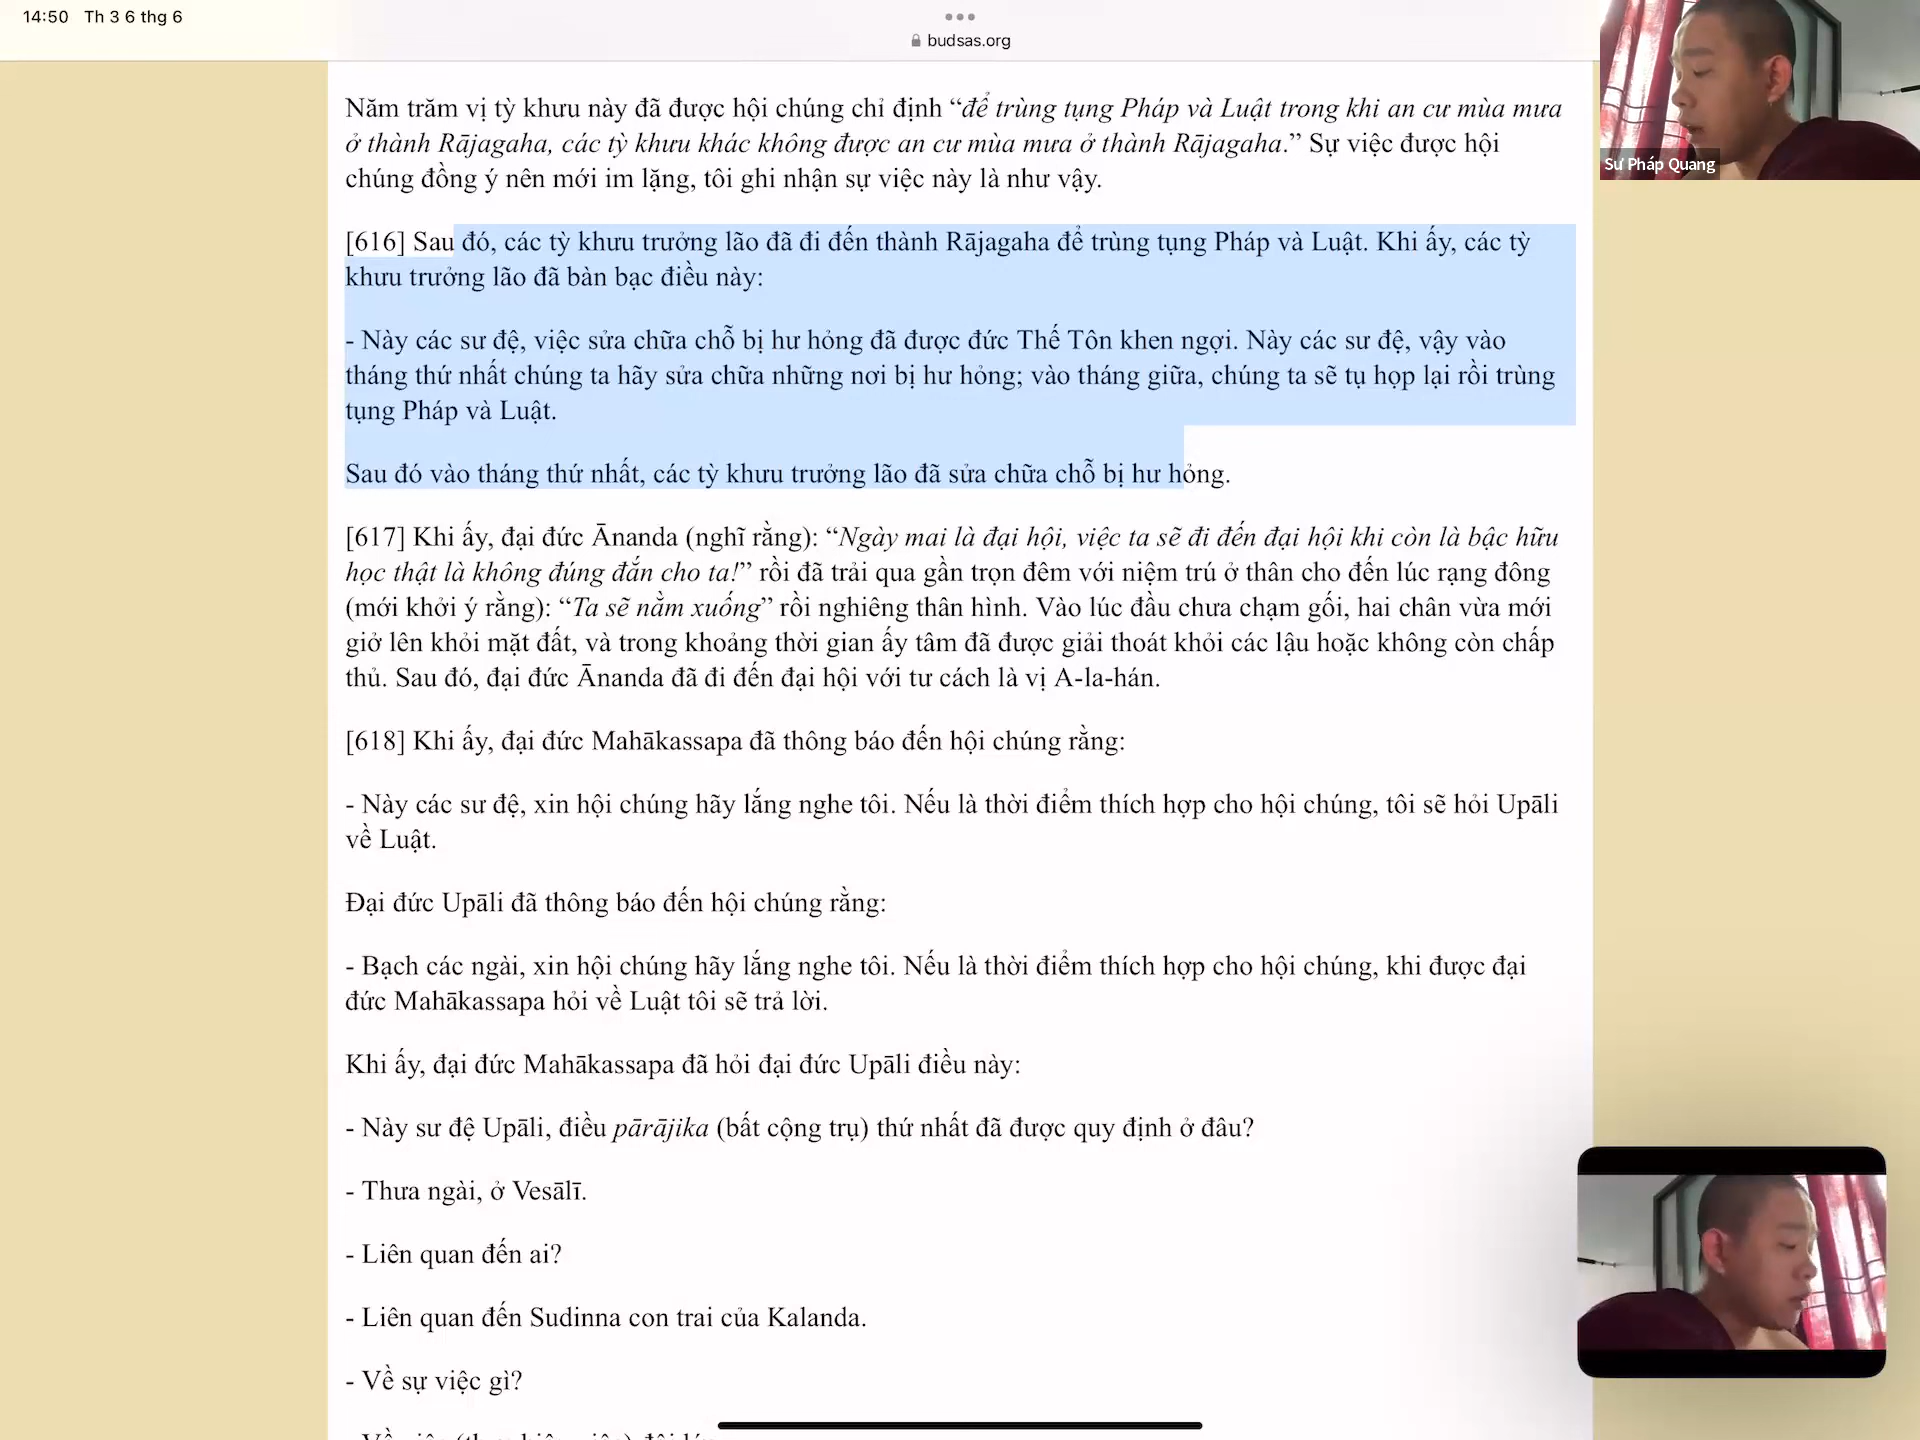 14:50 Th 3 6 thg 6
budsas.org
Sư Pháp Quang
Năm trăm vị tỳ khưu này đã được hội chúng chỉ định “để trùng tụng Pháp và Luật trong khi an cư mùa mưa
ở thành Rājagaha, các tỳ khưu khác không được an cư mùa mưa ở thành Rājagaha.” Sự việc được hội
chúng đồng ý nên mới im lặng, tôi ghi nhận sự việc này là như vậy.
[616] Sau đó, các tỳ khưu trưởng lão đã đi đến thành Rājagaha để trùng tụng Pháp và Luật. Khi ấy, các tỳ
khưu trưởng lão đã bàn bạc điều này:
- Này các sư đệ, việc sửa chữa chỗ bị hư hỏng đã được đức Thế Tôn khen ngợi. Này các sư đệ, vậy vào
tháng thứ nhất chúng ta hãy sửa chữa những nơi bị hư hỏng; vào tháng giữa, chúng ta sẽ tụ họp lại rồi trùng
tụng Pháp và Luật.
Sau đó vào tháng thứ nhất, các tỳ khưu trưởng lão đã sửa chữa chỗ bị hư hỏng.
[617] Khi ấy, đại đức Ānanda (nghĩ rằng): “Ngày mai là đại hội, việc ta sẽ đi đến đại hội khi còn là bậc hữu
học thật là không đúng đắn cho ta!” rồi đã trải qua gần trọn đêm với niệm trú ở thân cho đến lúc rạng đông
(mới khởi ý rằng): “Ta sẽ nằm xuống” rồi nghiêng thân hình. Vào lúc đầu chưa chạm gối, hai chân vừa mới
giở lên khỏi mặt đất, và trong khoảng thời gian ấy tâm đã được giải thoát khỏi các lậu hoặc không còn chấp
thủ. Sau đó, đại đức Ānanda đã đi đến đại hội với tư cách là vị A-la-hán.
[618] Khi ấy, đại đức Mahākassapa đã thông báo đến hội chúng rằng:
- Này các sư đệ, xin hội chúng hãy lắng nghe tôi. Nếu là thời điểm thích hợp cho hội chúng, tôi sẽ hỏi Upāli
về Luật.
Đại đức Upāli đã thông báo đến hội chúng rằng:
- Bạch các ngài, xin hội chúng hãy lắng nghe tôi. Nếu là thời điểm thích hợp cho hội chúng, khi được đại
đức Mahākassapa hỏi về Luật tôi sẽ trả lời.
Khi ấy, đại đức Mahākassapa đã hỏi đại đức Upāli điều này:
- Này sư đệ Upāli, điều pārājika (bất cộng trụ) thứ nhất đã được quy định ở đâu?
- Thưa ngài, ở Vesālī.
- Liên quan đến ai?
- Liên quan đến Sudinna con trai của Kalanda.
- Về sự việc gì?